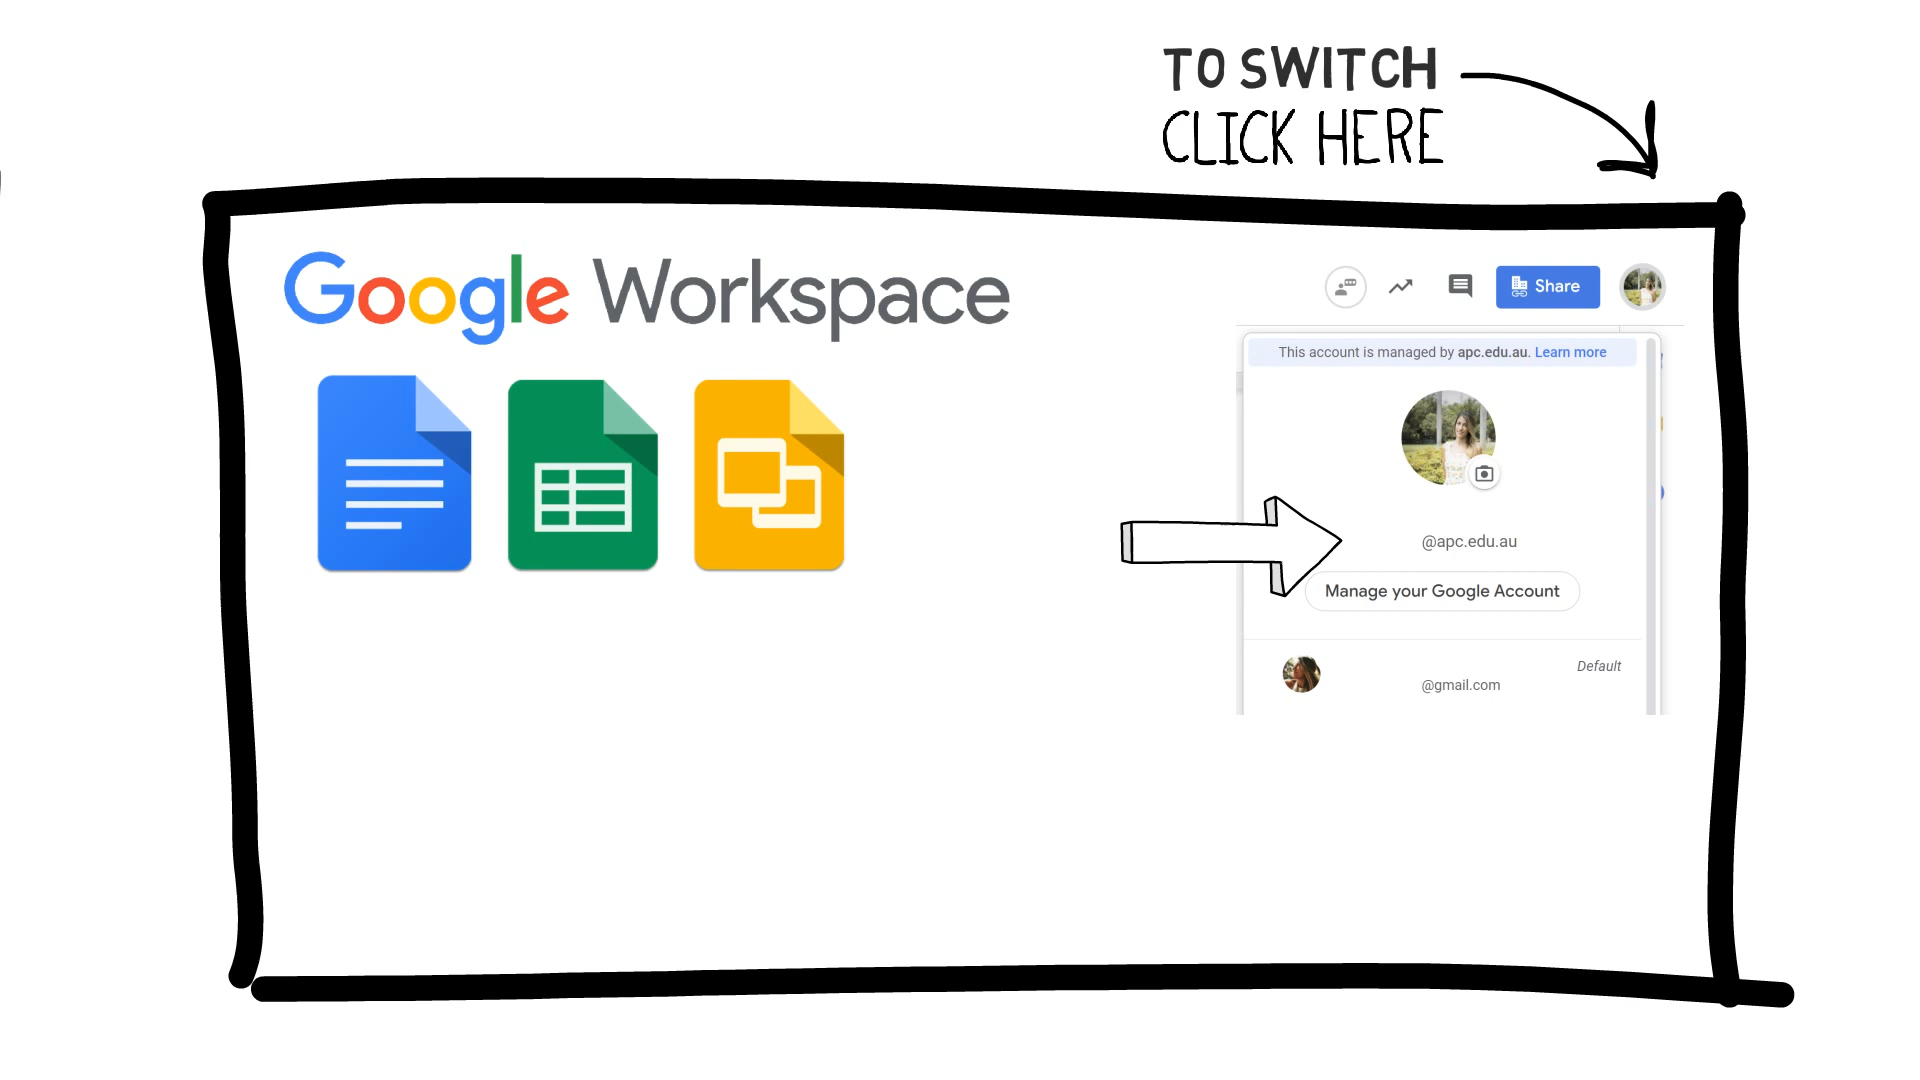 TO SWITCH
CLICK HERE
Google Workspace
Share
This account is managed by apc.edu.au. Learn more
@apc.edu.au
Manage your Google Account
Default
@gmail.com